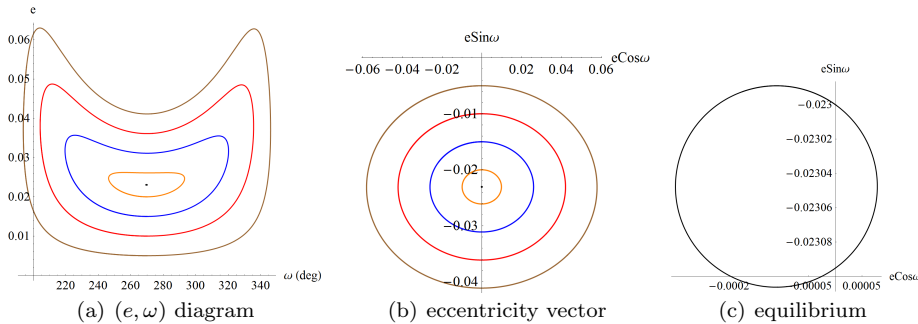 e
0.06
0.05
0.04
0.03
0.02
0.01
220 240 260 280 300 320 340
ω (deg)
(a) (e, ω) diagram
eSinω
eCosω
−0.06 −0.04 −0.02 0.02 0.04 0.06
−0.01
−0.02
−0.03
−0.04
(b) eccentricity vector
eSinω
−0.023
−0.02302
−0.02304
−0.02306
−0.02308
eCosω
−0.0002 0.00005 0.00005
(c) equilibrium